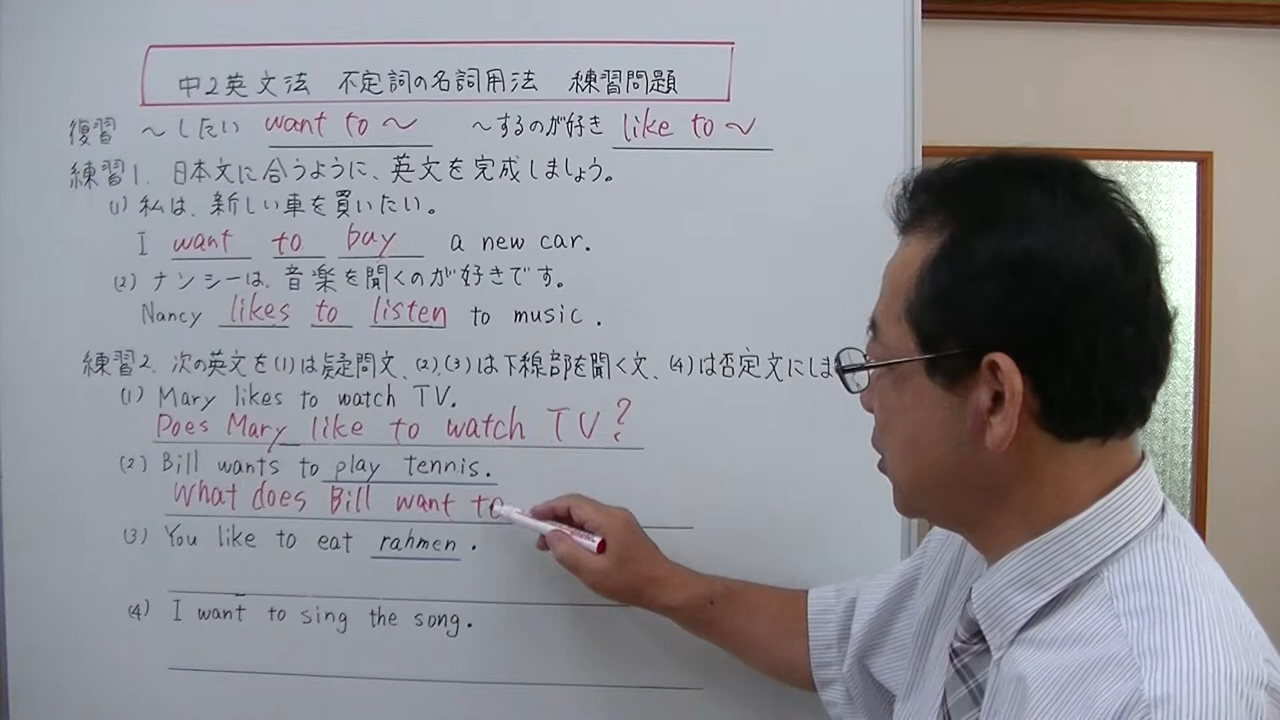 中2英文法 不定詞の名詞用法 練習問題
復習 〜したい want to 〜 〜するのが好き like to 〜
練習1. 日本文に合うように、英文を完成しましょう。
(1) 私は、新しい車を買いたい。
I want to buy a new car.
(2) ナンシーは、音楽を聞くのが好きです。
Nancy likes to listen to music.
練習2. 次の英文を(1)は疑問文、(2),(3)は下線部を聞く文、(4)は否定文にしま
(1) Mary likes to watch TV.
Does Mary like to watch TV?
(2) Bill wants to play tennis.
What does Bill want to
(3) You like to eat rahmen.
(4) I want to sing the song.